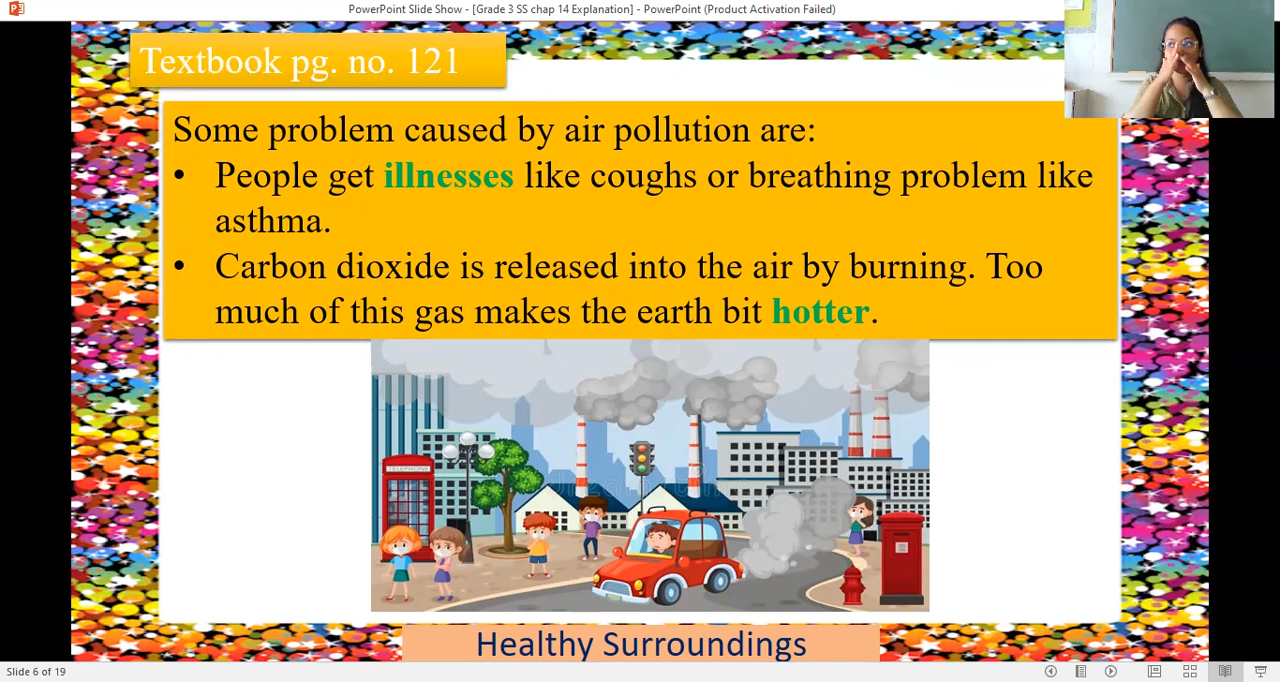 PowerPoint Slide Show - [Grade 3 SS chap 14 Explanation] - PowerPoint (Product Activation Failed)
Textbook pg. no. 121
Some problem caused by air pollution are:
• People get illnesses like coughs or breathing problem like
asthma.
• Carbon dioxide is released into the air by burning. Too
much of this gas makes the earth bit hotter.
TELEPHONE
Healthy Surroundings
Slide 6 of 19